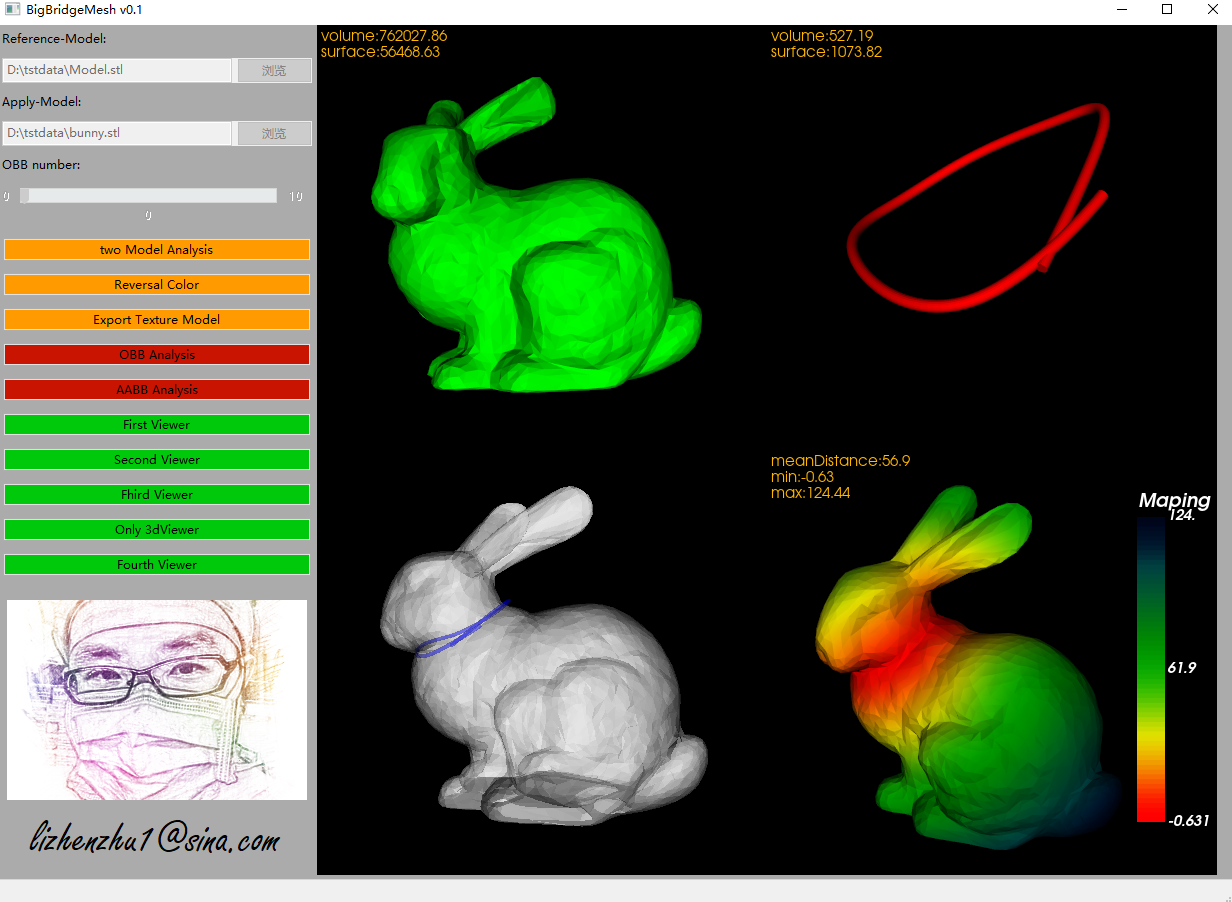 BigBridgeMesh v0.1
Reference-Model:
D:\tstdata\Model.stl
浏览
Apply-Model:
D:\tstdata\bunny.stl
浏览
OBB number:
0
10
0
two Model Analysis
Reversal Color
Export Texture Model
OBB Analysis
AABB Analysis
First Viewer
Second Viewer
Fhird Viewer
Only 3dViewer
Fourth Viewer
lizhenzhu1@sina.com
volume:762027.86
surface:56468.63
volume:527.19
surface:1073.82
meanDistance:56.9
min:-0.63
max:124.44
Maping
124.
61.9
-0.631